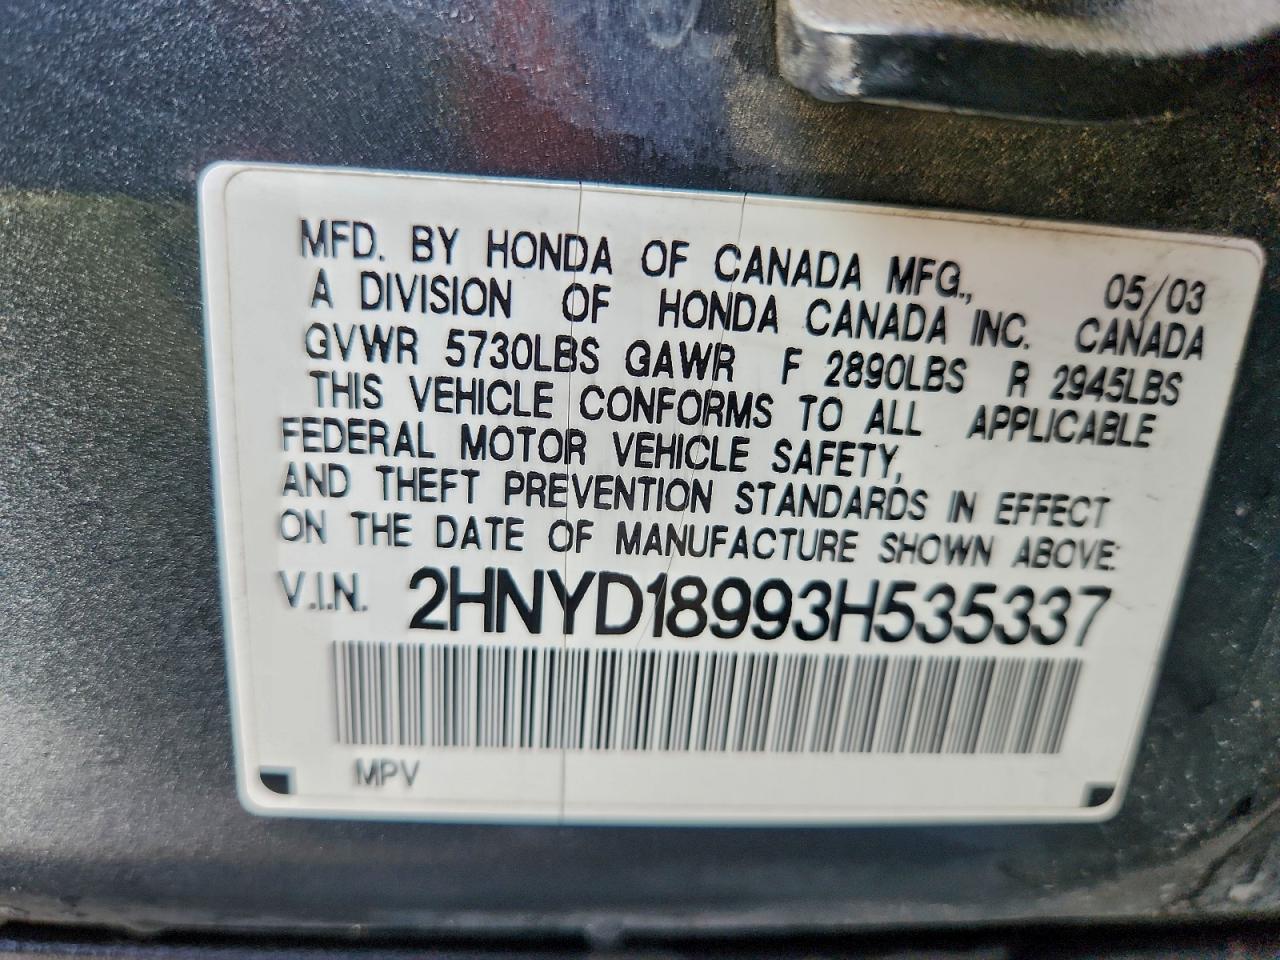 MFD. BY HONDA OF CANADA MFG., 05/03
A DIVISION OF HONDA CANADA INC. CANADA
GVWR 5730LBS GAWR F 2890LBS R 2945LBS
THIS VEHICLE CONFORMS TO ALL APPLICABLE
FEDERAL MOTOR VEHICLE SAFETY,
AND THEFT PREVENTION STANDARDS IN EFFECT
ON THE DATE OF MANUFACTURE SHOWN ABOVE:
V.I.N. 2HNYD18993H535337
MPV